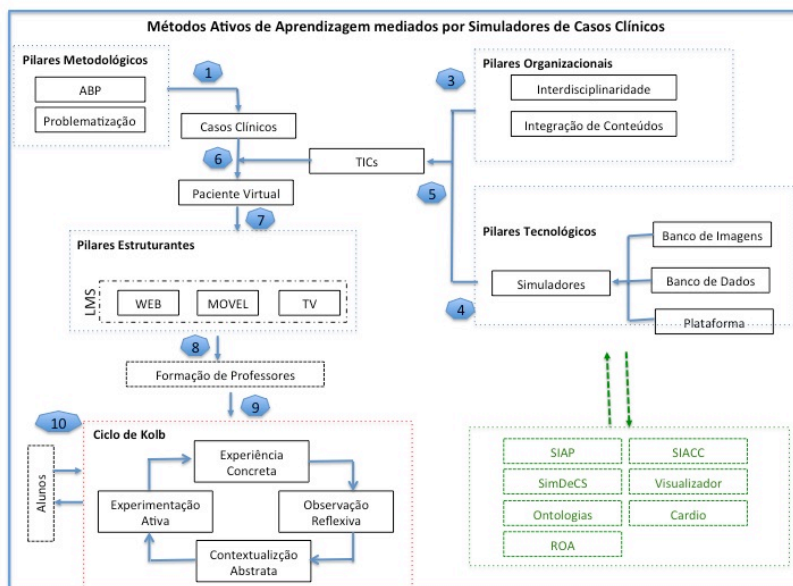 Métodos Ativos de Aprendizagem mediados por Simuladores de Casos Clínicos
Pilares Metodológicos
ABP
Problematização
1
Casos Clínicos
3
Pilares Organizacionais
Interdisciplinaridade
Integração de Conteúdos
6
TICs
5
Paciente Virtual
7
Pilares Estruturantes
LMS
WEB
MOVEL
TV
Pilares Tecnológicos
Simuladores
Banco de Imagens
Banco de Dados
Plataforma
4
8
Formação de Professores
9
10
Alunos
Ciclo de Kolb
Experiência
Concreta
Experimentação
Ativa
Observação
Reflexiva
Contextualizção
Abstrata
SIAP
SIACC
SimDeCS
Visualizador
Ontologias
Cardio
ROA